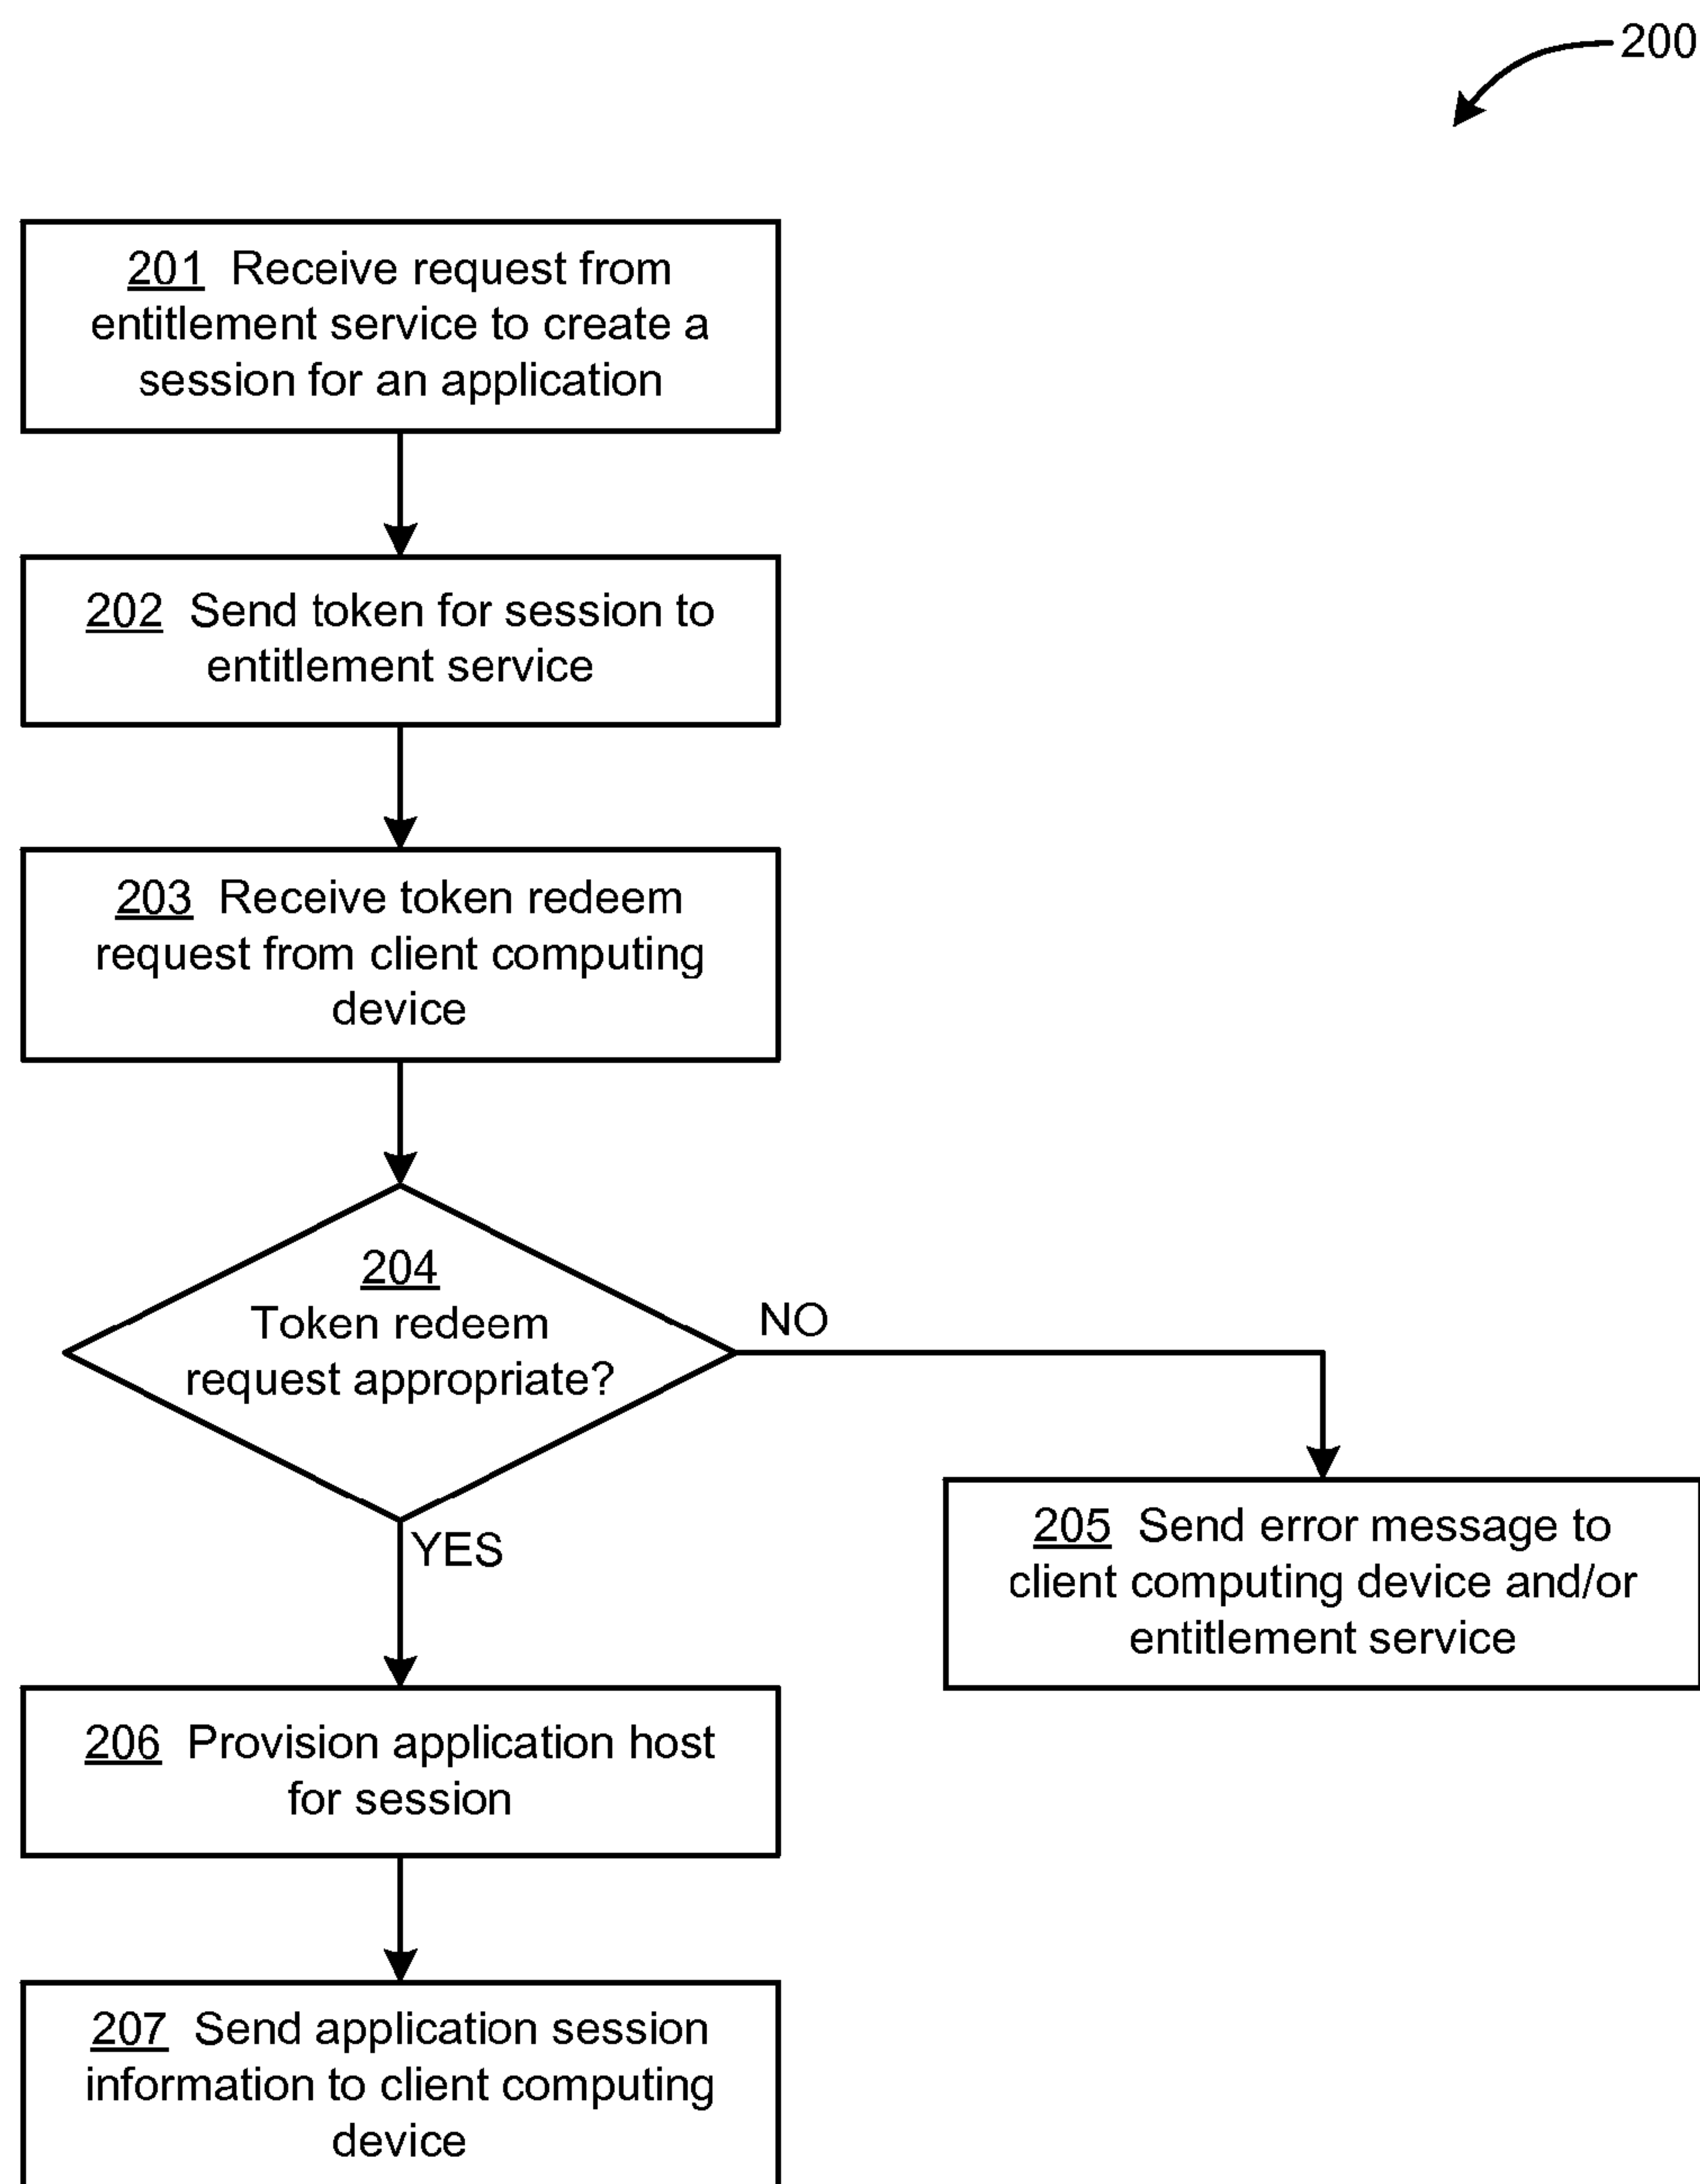 200
201 Receive request from
entitlement service to create a
session for an application
202 Send token for session to
entitlement service
203 Receive token redeem
request from client computing
device
204
Token redeem
request appropriate?
NO
YES
205 Send error message to
client computing device and/or
entitlement service
206 Provision application host
for session
207 Send application session
information to client computing
device